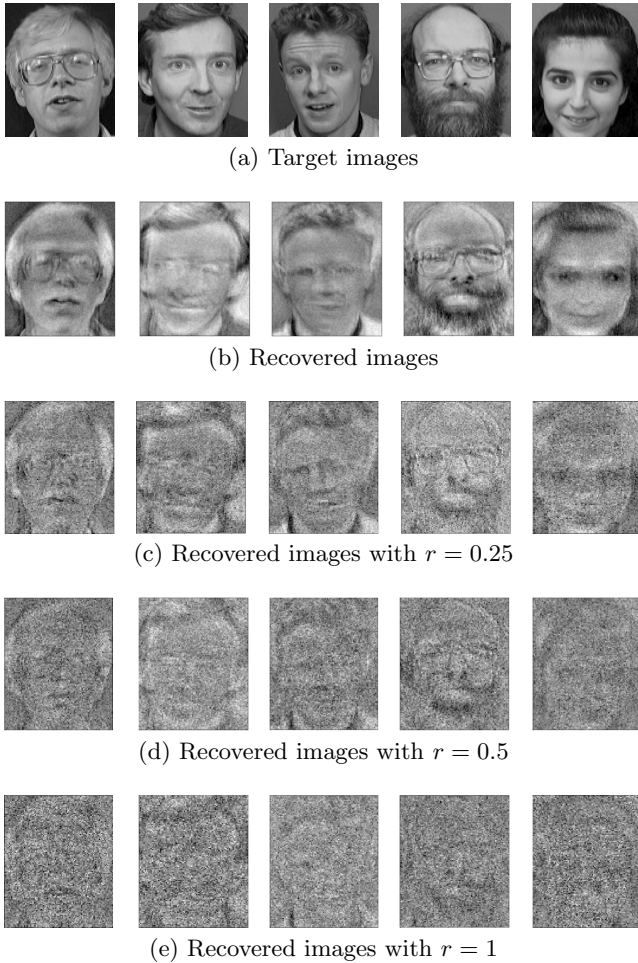 (a) Target images
(b) Recovered images
(c) Recovered images with r = 0.25
(d) Recovered images with r = 0.5
(e) Recovered images with r = 1